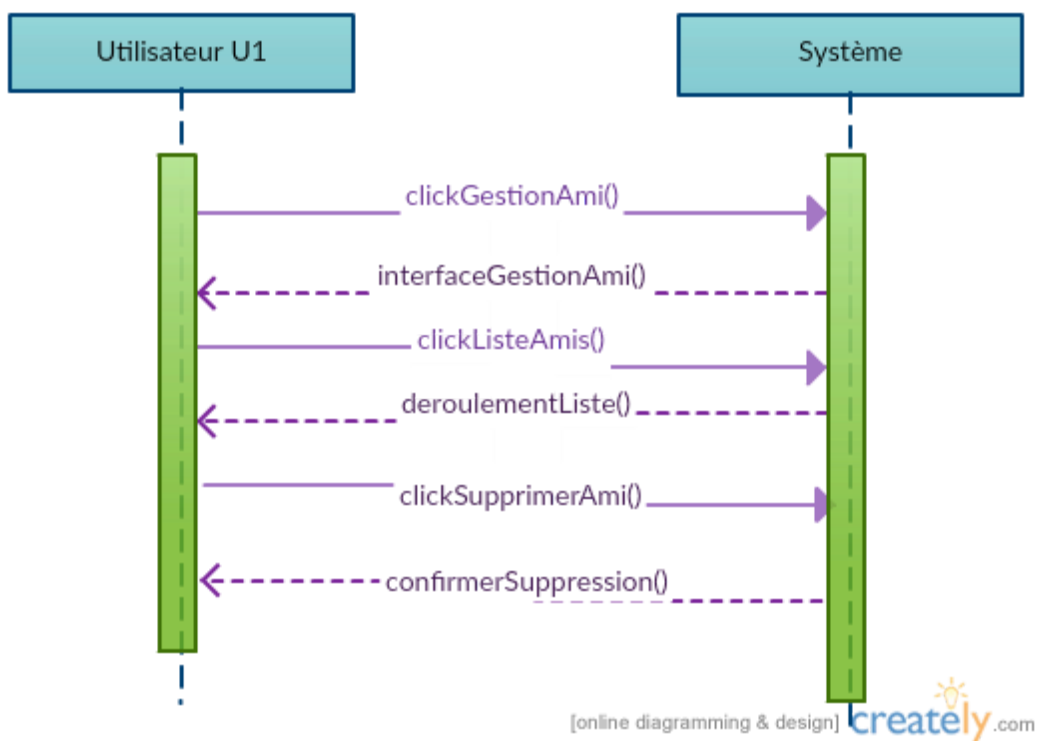 Utilisateur U1
Système
clickGestionAmi()
interfaceGestionAmi()
clickListeAmis()
deroulementListe()
clickSupprimerAmi()
confirmerSuppression()
[online diagramming & design] creately.com